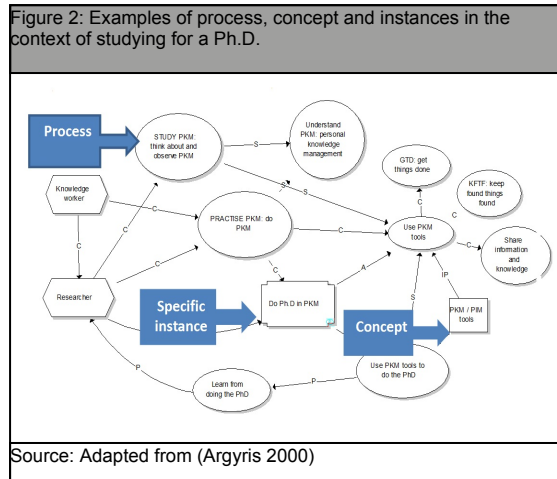 Figure 2: Examples of process, concept and instances in the
context of studying for a Ph.D.
Process
STUDY PKM:
think about and
observe PKM
S
Understand
PKM: personal
knowledge
management
GTD: get
things done
KFTF: keep
found things
found
Knowledge
worker
C
C
S
S
C
C
PRACTISE PKM: do
PKM
C
Use PKM
tools
C
Share
information
and
knowledge
C
C
C
A
S
IP
Researcher
Specific
instance
Do Ph.D in PKM
Concept
PKM / PIM
tools
Use PKM tools to
do the PhD
P
Learn from
doing the PhD
P
Source: Adapted from (Argyris 2000)